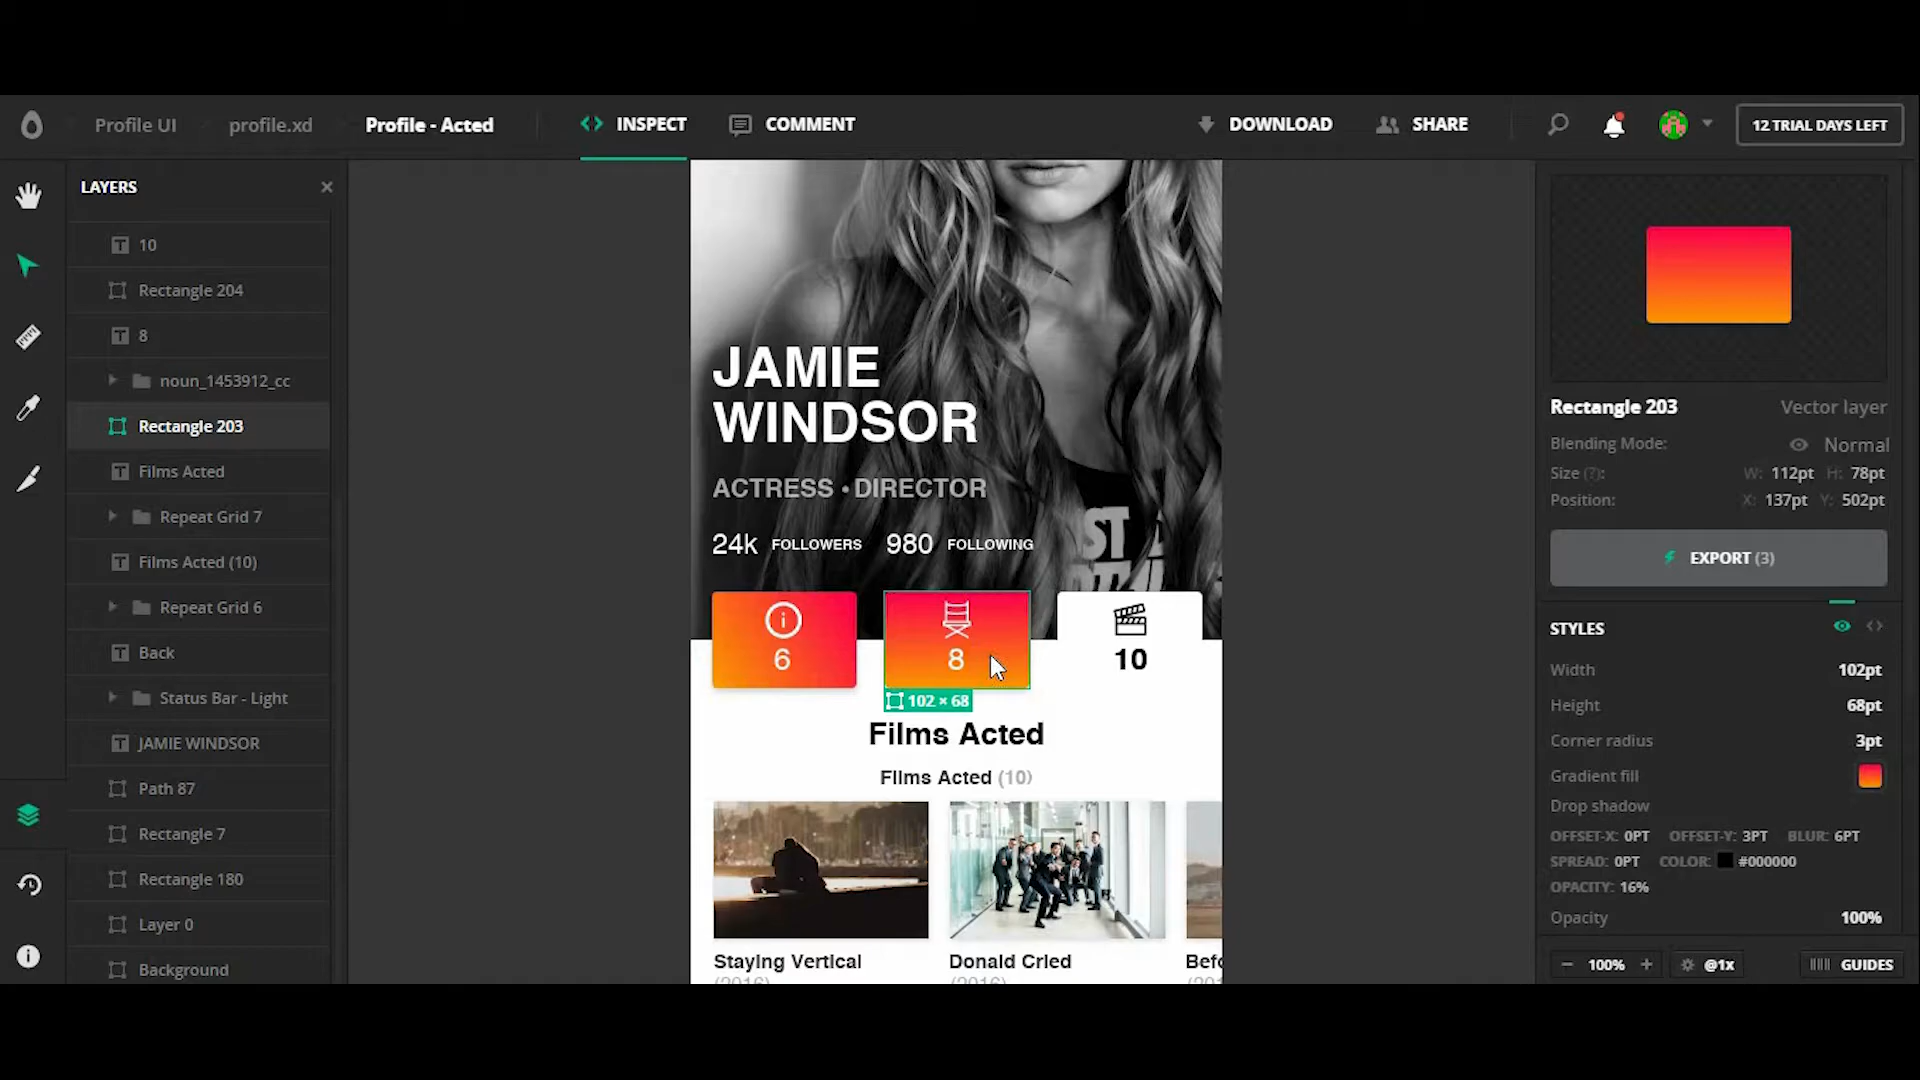 Profile UI
profile.xd
Profile - Acted
INSPECT
COMMENT
DOWNLOAD
SHARE
12 TRIAL DAYS LEFT
LAYERS
10
Rectangle 204
8
noun_1453912_cc
Rectangle 203
Films Acted
Repeat Grid 7
Films Acted (10)
Repeat Grid 6
Back
Status Bar - Light
JAMIE WINDSOR
Path 87
Rectangle 7
Rectangle 180
Layer 0
Background
JAMIE
WINDSOR
ACTRESS • DIRECTOR
24k FOLLOWERS 980 FOLLOWING
6
8
10
102 × 68
Films Acted
Films Acted (10)
Staying Vertical
Donald Cried
Befo
(2016)
(2016)
(201
Rectangle 203
Vector layer
Blending Mode: Normal
Size (?): W: 112pt H: 78pt
Position: X: 137pt Y: 502pt
EXPORT (3)
STYLES
Width 102pt
Height 68pt
Corner radius 3pt
Gradient fill
Drop shadow
OFFSET-X: 0PT OFFSET-Y: 3PT BLUR: 6PT
SPREAD: 0PT COLOR: #000000
OPACITY: 16%
Opacity 100%
− 100% + @1x GUIDES